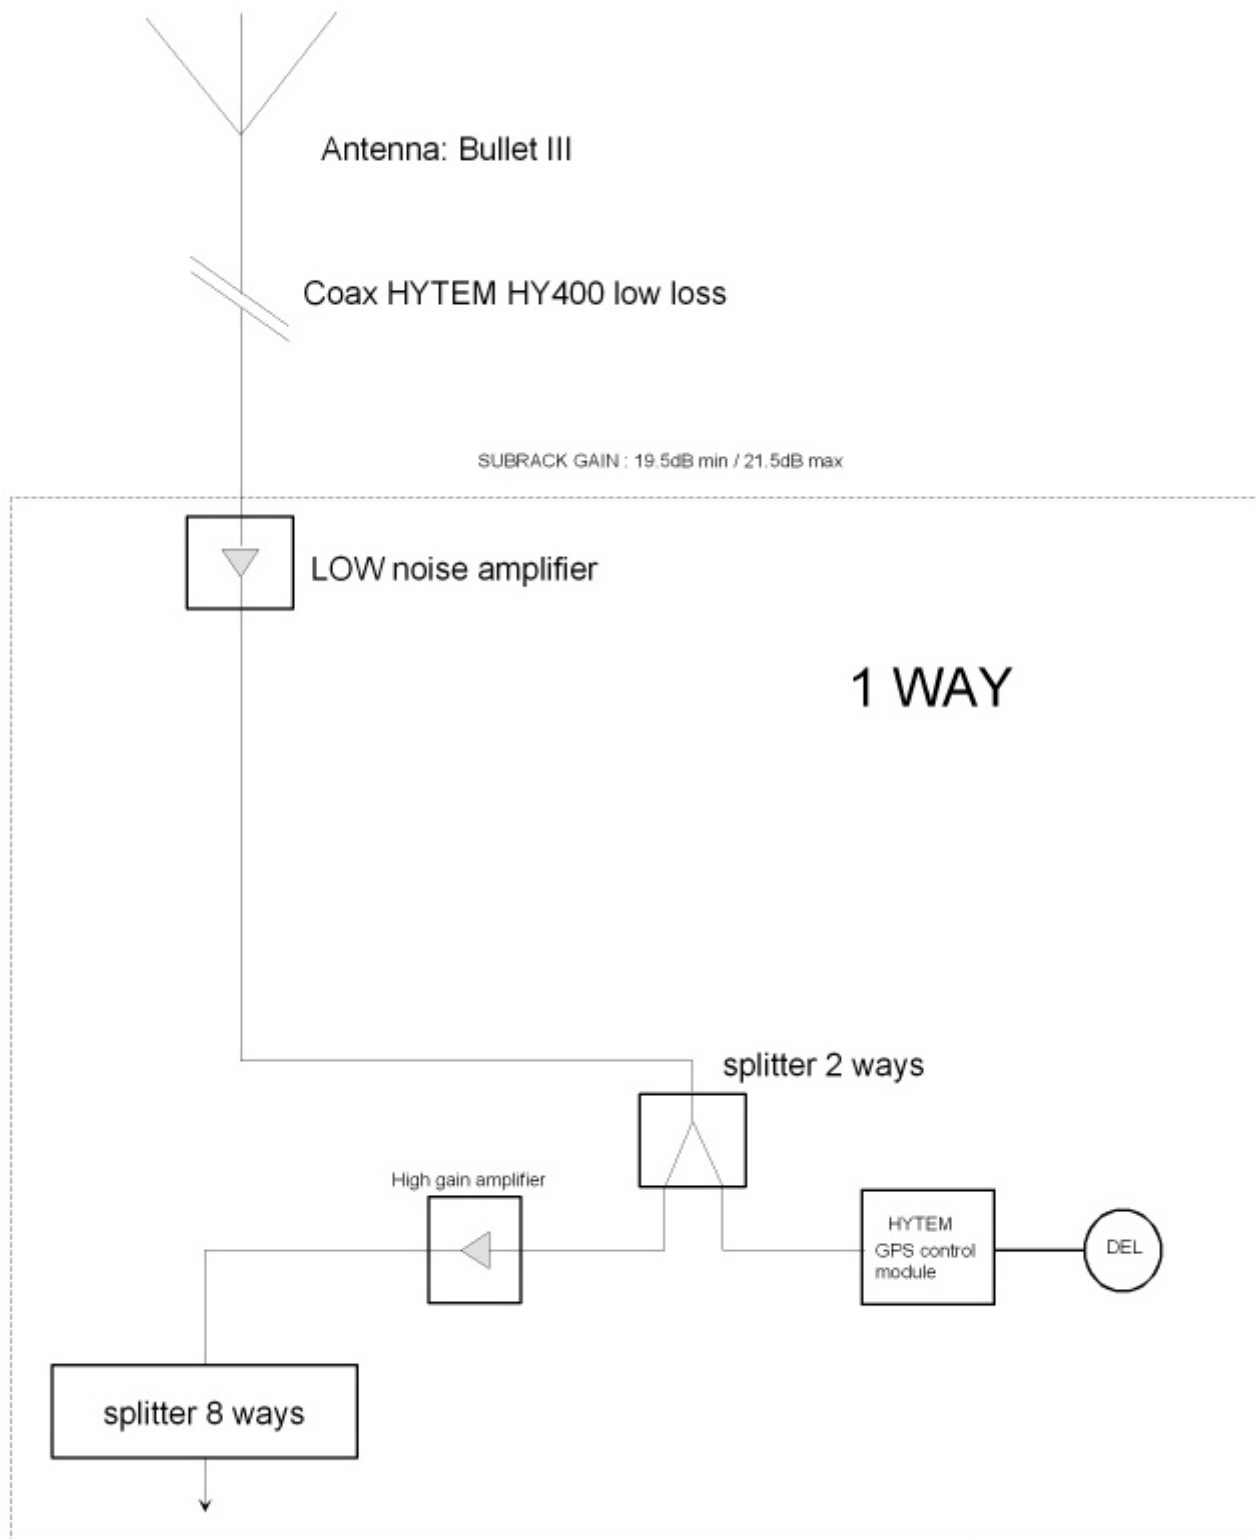 Antenna: Bullet III
Coax HYTEM HY400 low loss
SUBRACK GAIN : 19.5dB min / 21.5dB max
LOW noise amplifier
1 WAY
splitter 2 ways
High gain amplifier
HYTEM
GPS control
module
DEL
splitter 8 ways